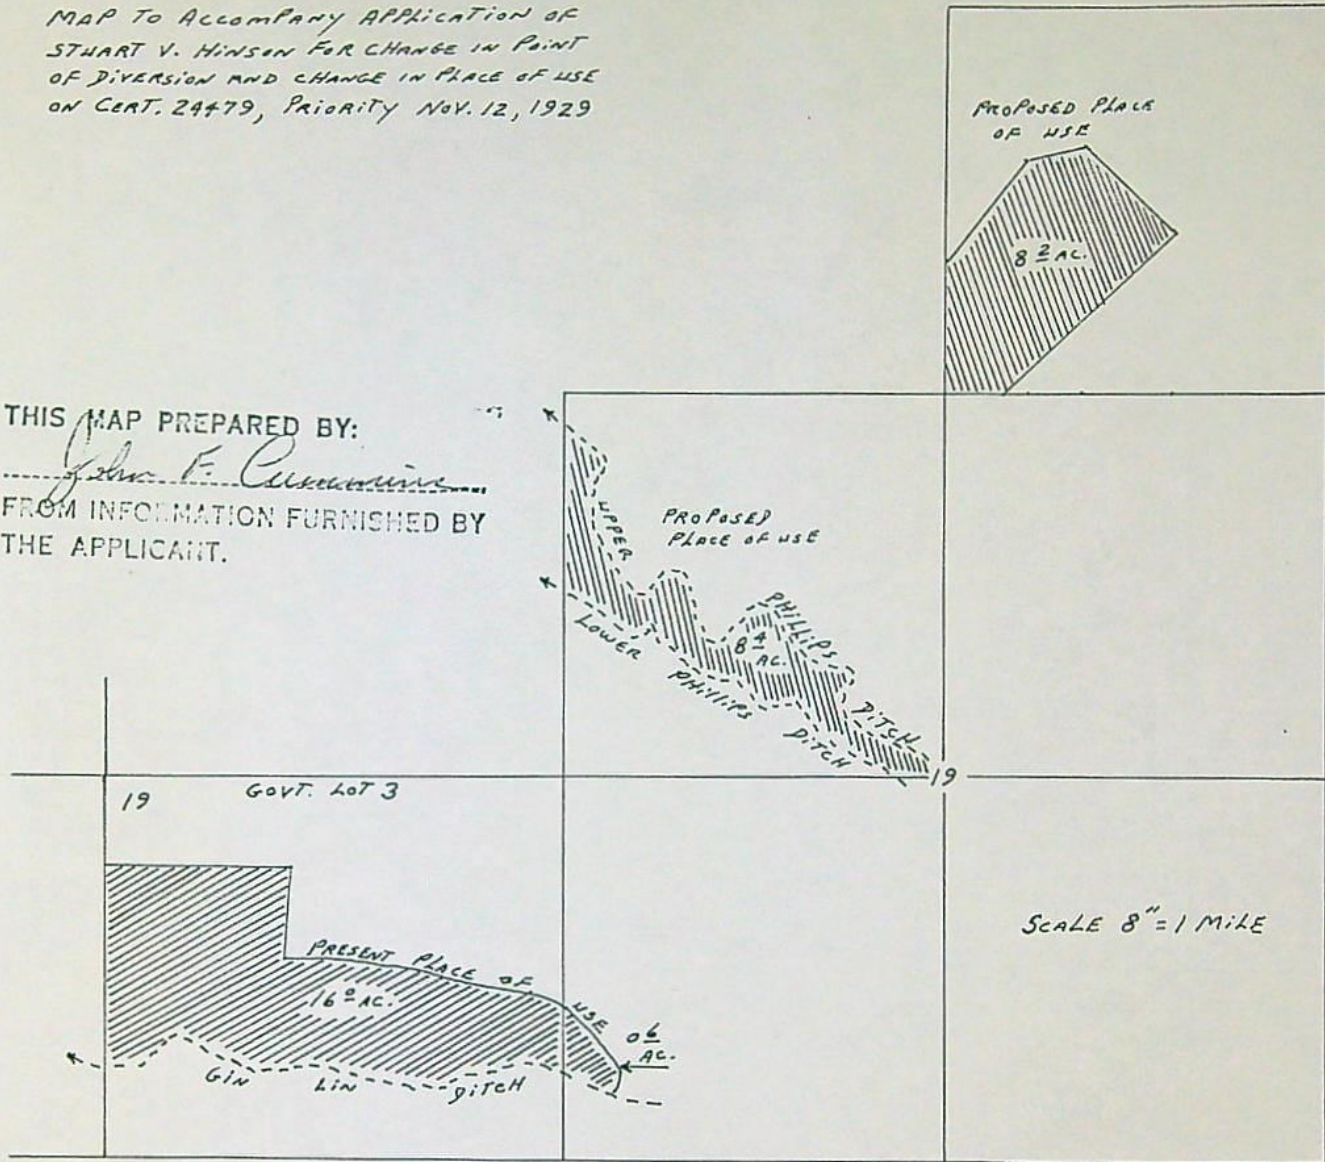 MAP TO ACCOMPANY APPLICATION OF
STUART V. HINSON FOR CHANGE IN POINT
OF DIVERSION AND CHANGE IN PLACE OF USE
ON CERT. 24479, PRIORITY NOV. 12, 1929
PROPOSED PLACE
OF USE
8 2 AC.
THIS MAP PREPARED BY:
John F. Cummins
FROM INFORMATION FURNISHED BY
THE APPLICANT.
PROPOSED
PLACE OF USE
UPPER
PHILLIPS
DITCH
8 4
AC.
LOWER
PHILLIPS
DITCH
19
19
GOVT. LOT 3
PRESENT PLACE OF
USE
16 0 AC.
0 6
AC.
GIN
LIN
DITCH
SCALE 8" = 1 MILE